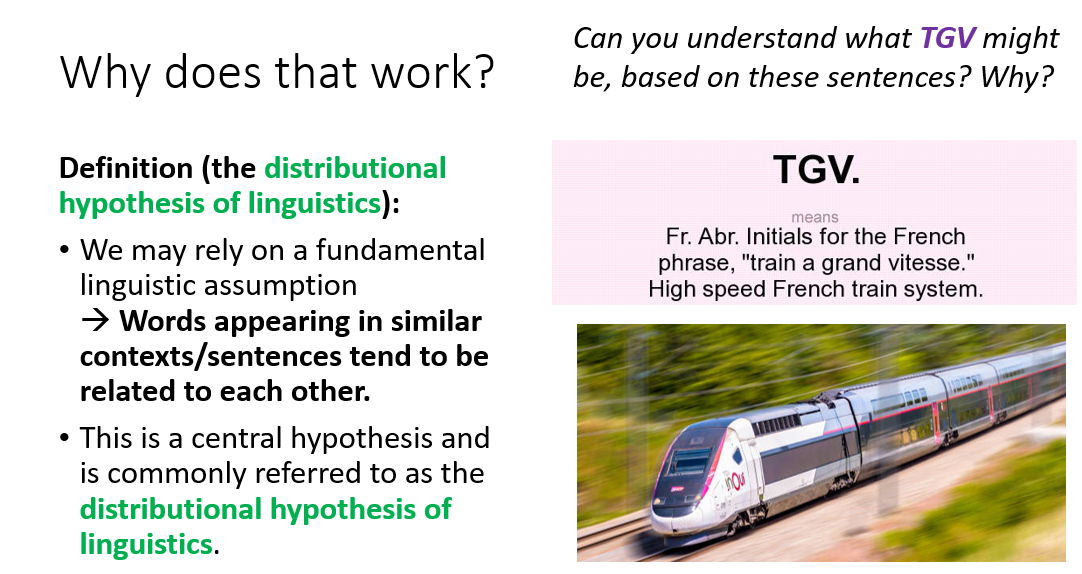 Why does that work?
Definition (the distributional
hypothesis of linguistics):
• We may rely on a fundamental
linguistic assumption
→ Words appearing in similar
contexts/sentences tend to be
related to each other.
• This is a central hypothesis and
is commonly referred to as the
distributional hypothesis of
linguistics.
Can you understand what TGV might
be, based on these sentences? Why?
TGV.
means
Fr. Abr. Initials for the French
phrase, "train a grand vitesse."
High speed French train system.
inOui